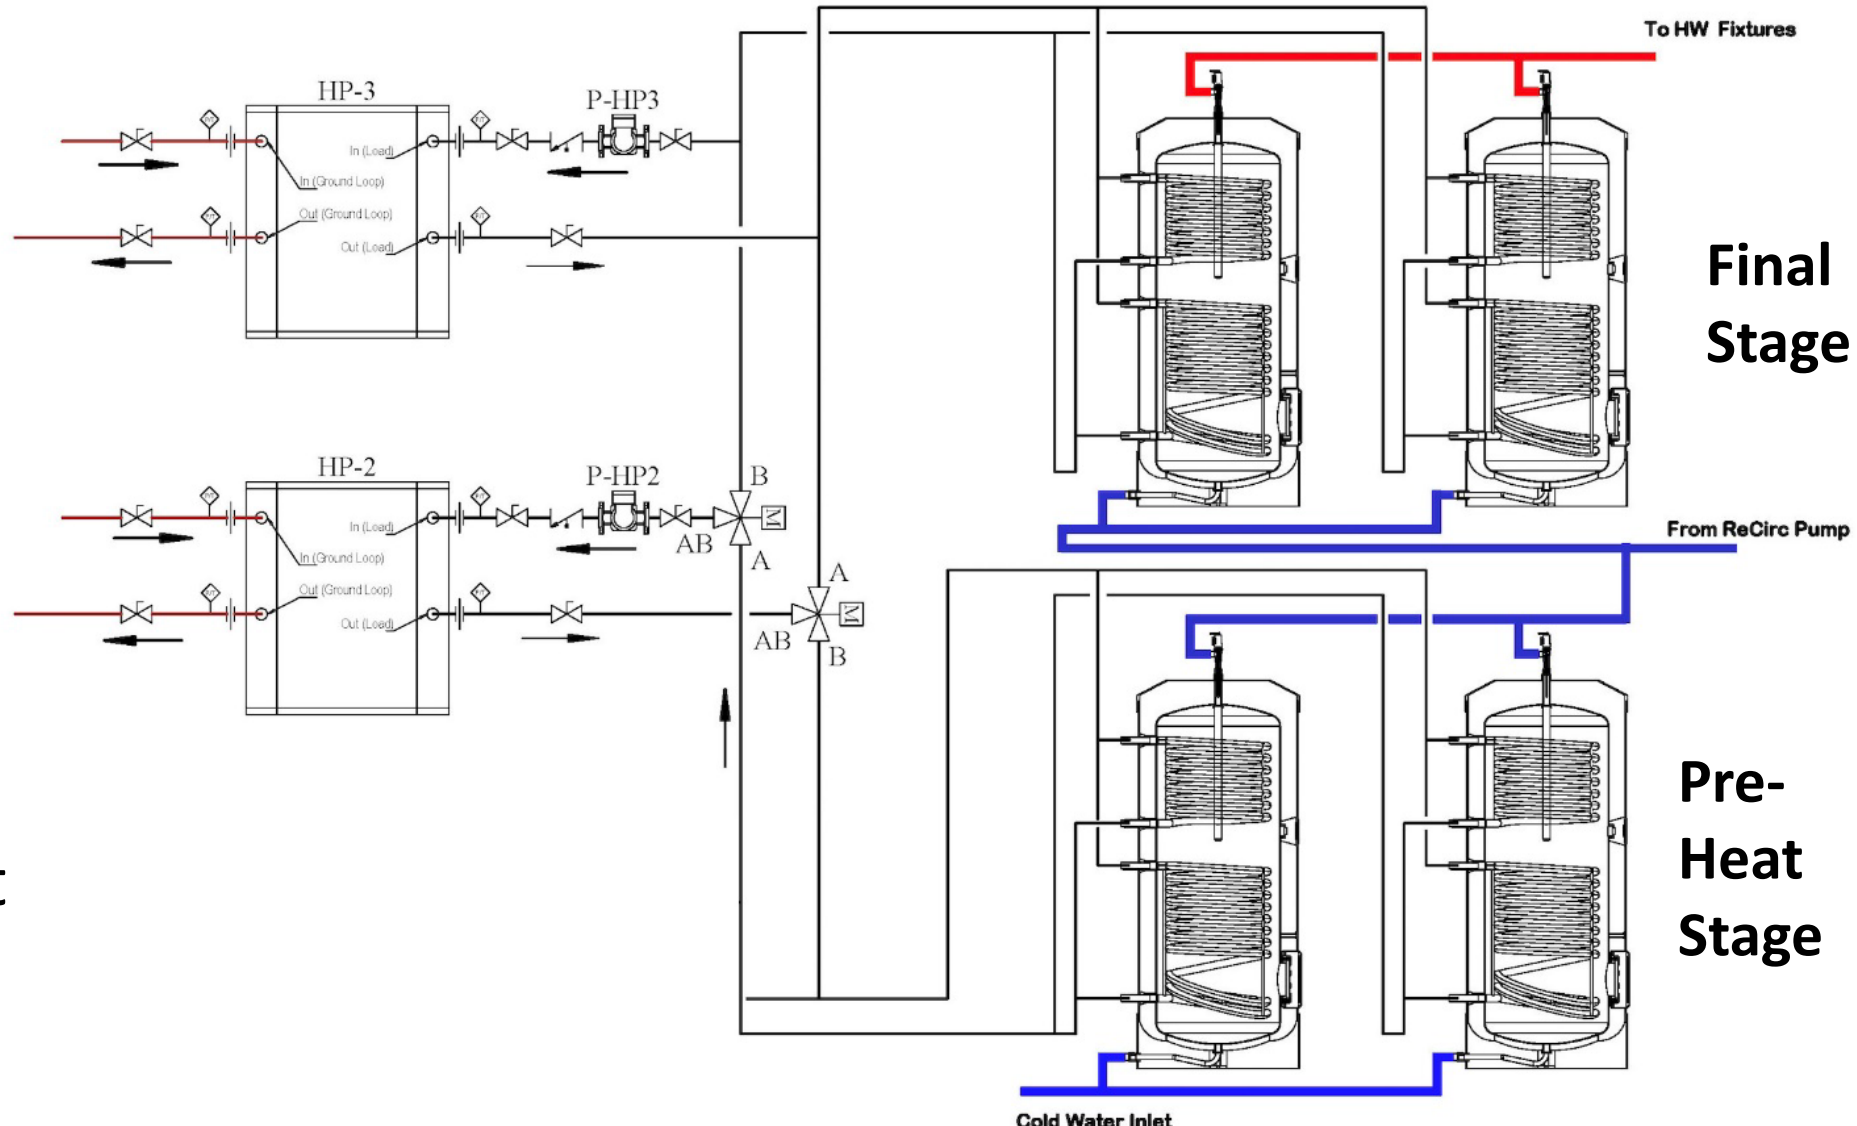 To HW Fixtures
HP-3
P-HP3
In (Load)
In (Ground Loop)
Out (Ground Loop)
Out (Load)
Final
Stage
HP-2
P-HP2
B
M
AB
A
In (Load)
In (Ground Loop)
Out (Ground Loop)
Out (Load)
A
M
AB
B
From ReCirc Pump
Pre-
Heat
Stage
t
Cold Water Inlet